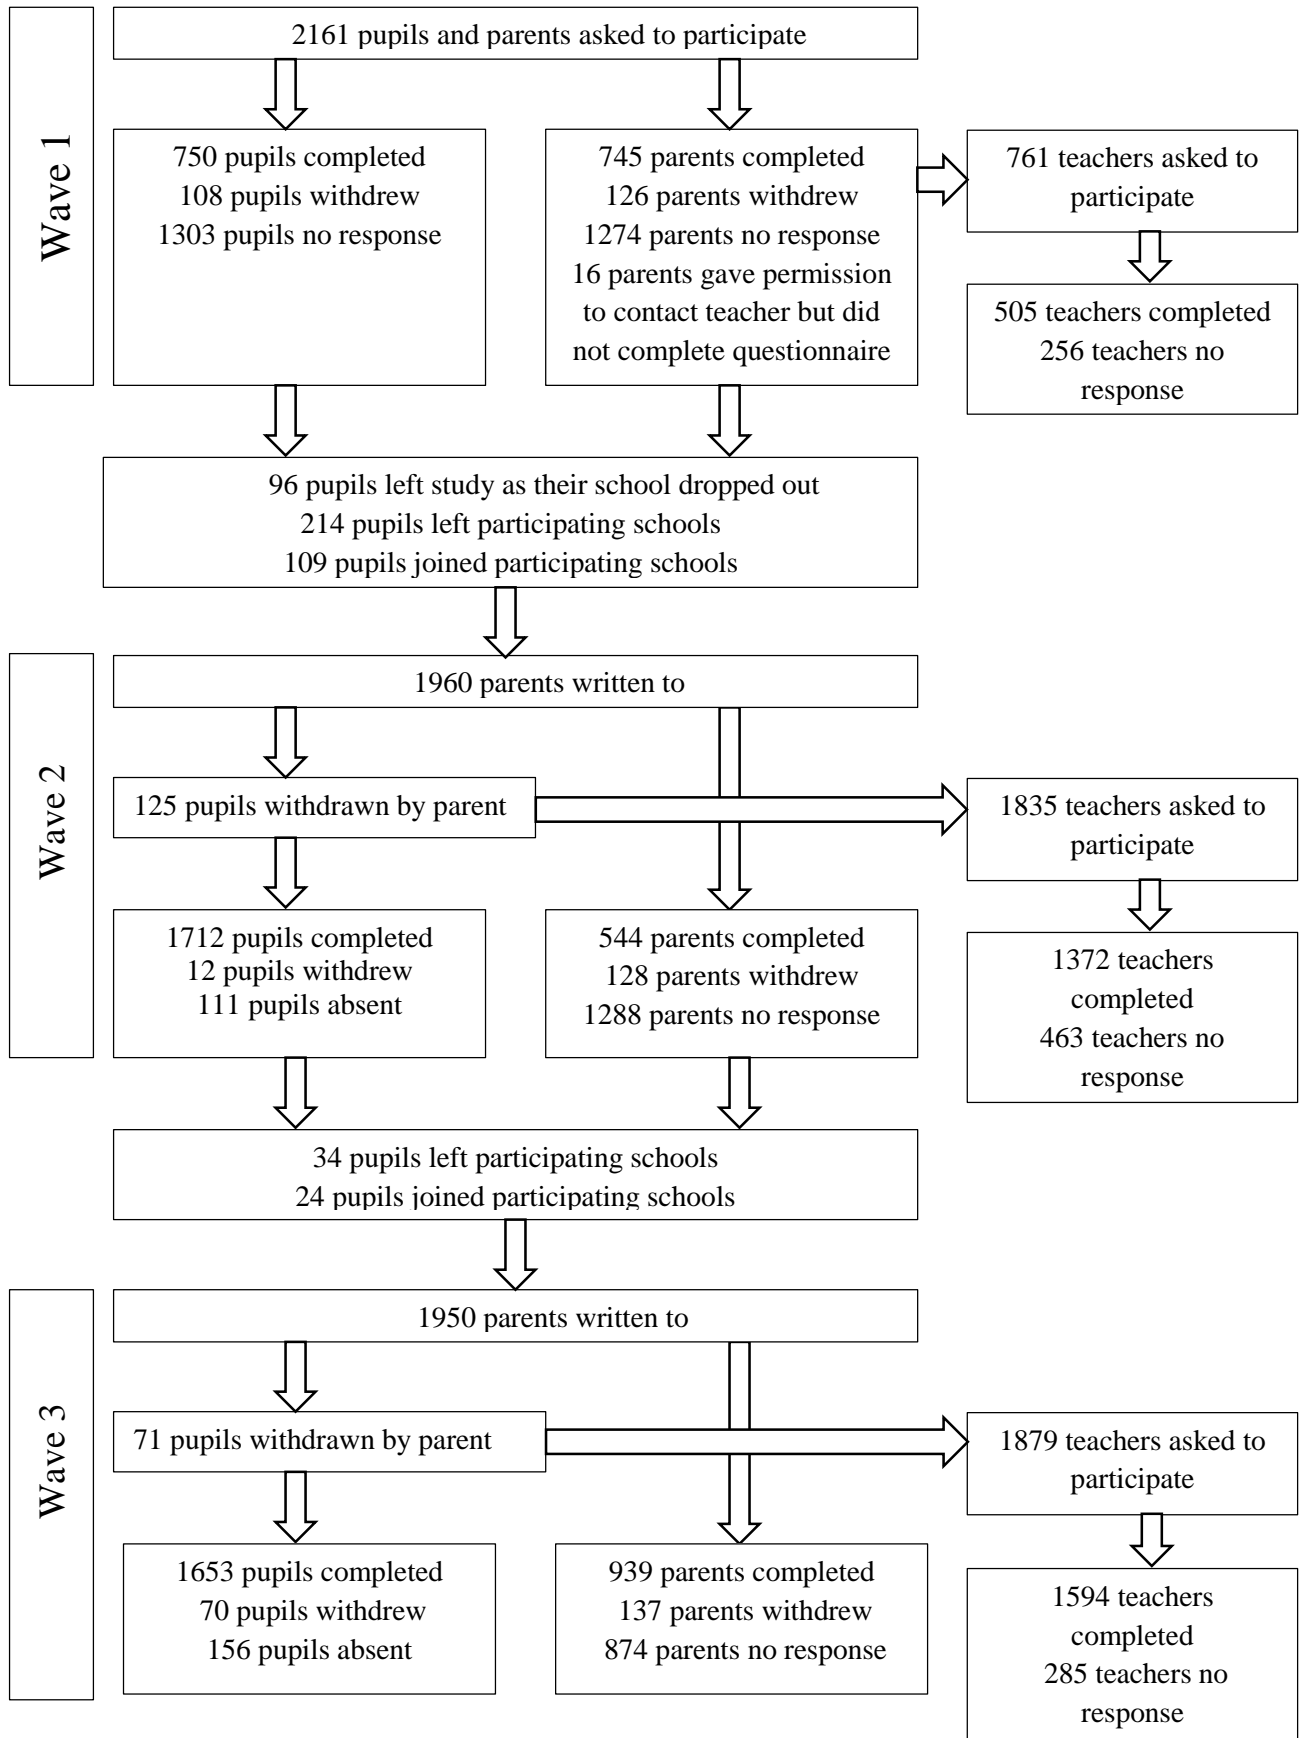 Wave 1
2161 pupils and parents asked to participate
750 pupils completed
108 pupils withdrew
1303 pupils no response
745 parents completed
126 parents withdrew
1274 parents no response
16 parents gave permission
to contact teacher but did
not complete questionnaire
761 teachers asked to
participate
505 teachers completed
256 teachers no
response
96 pupils left study as their school dropped out
214 pupils left participating schools
109 pupils joined participating schools
Wave 2
1960 parents written to
125 pupils withdrawn by parent
1835 teachers asked to
participate
1712 pupils completed
12 pupils withdrew
111 pupils absent
544 parents completed
128 parents withdrew
1288 parents no response
1372 teachers
completed
463 teachers no
response
34 pupils left participating schools
24 pupils joined participating schools
Wave 3
1950 parents written to
71 pupils withdrawn by parent
1879 teachers asked to
participate
1653 pupils completed
70 pupils withdrew
156 pupils absent
939 parents completed
137 parents withdrew
874 parents no response
1594 teachers
completed
285 teachers no
response